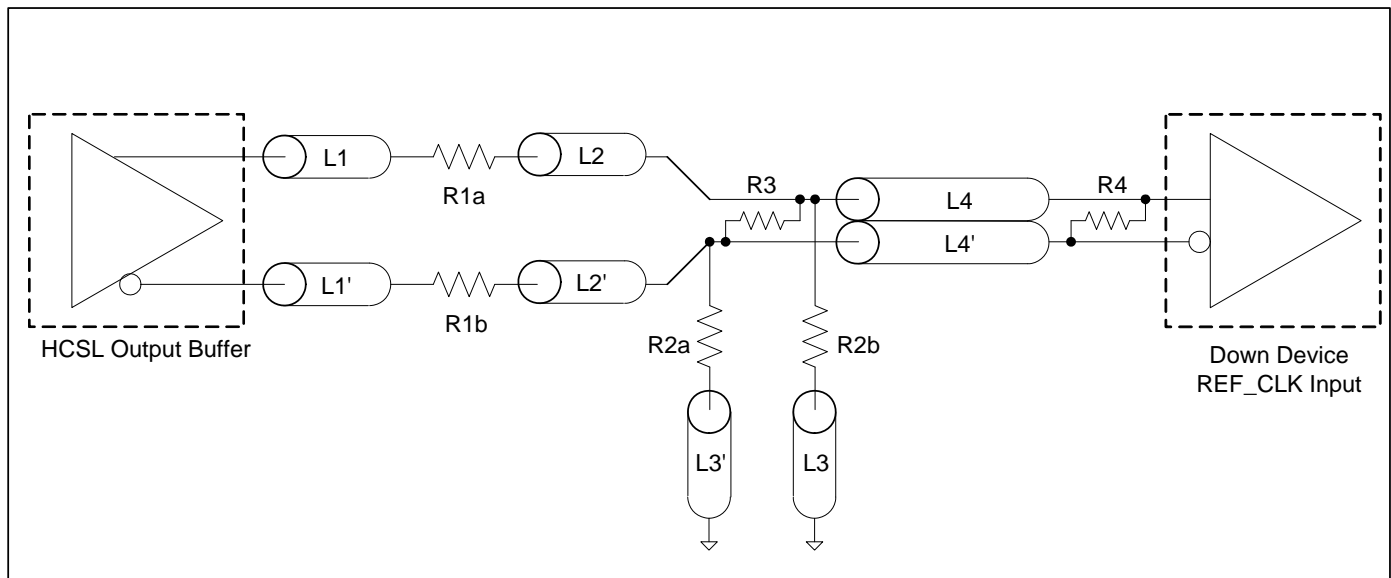 L1
R1a
L2
R3
L4
R4
L4'
L1'
R1b
L2'
HCSL Output Buffer
R2a
R2b
Down Device
REF_CLK Input
L3'
L3